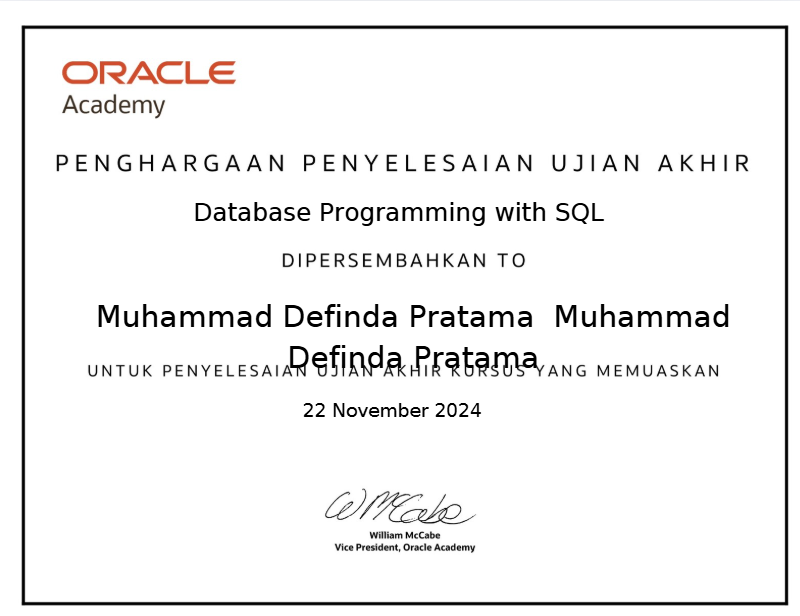 ORACLE
Academy
PENGHARGAAN PENYELESAIAN UJIAN AKHIR
Database Programming with SQL
DIPERSEMBAHKAN TO
Muhammad Definda Pratama  Muhammad
Definda Pratama
UNTUK PENYELESAIAN UJIAN AKHIR KURSUS YANG MEMUASKAN
22 November 2024
W McCabe
William McCabe
Vice President, Oracle Academy